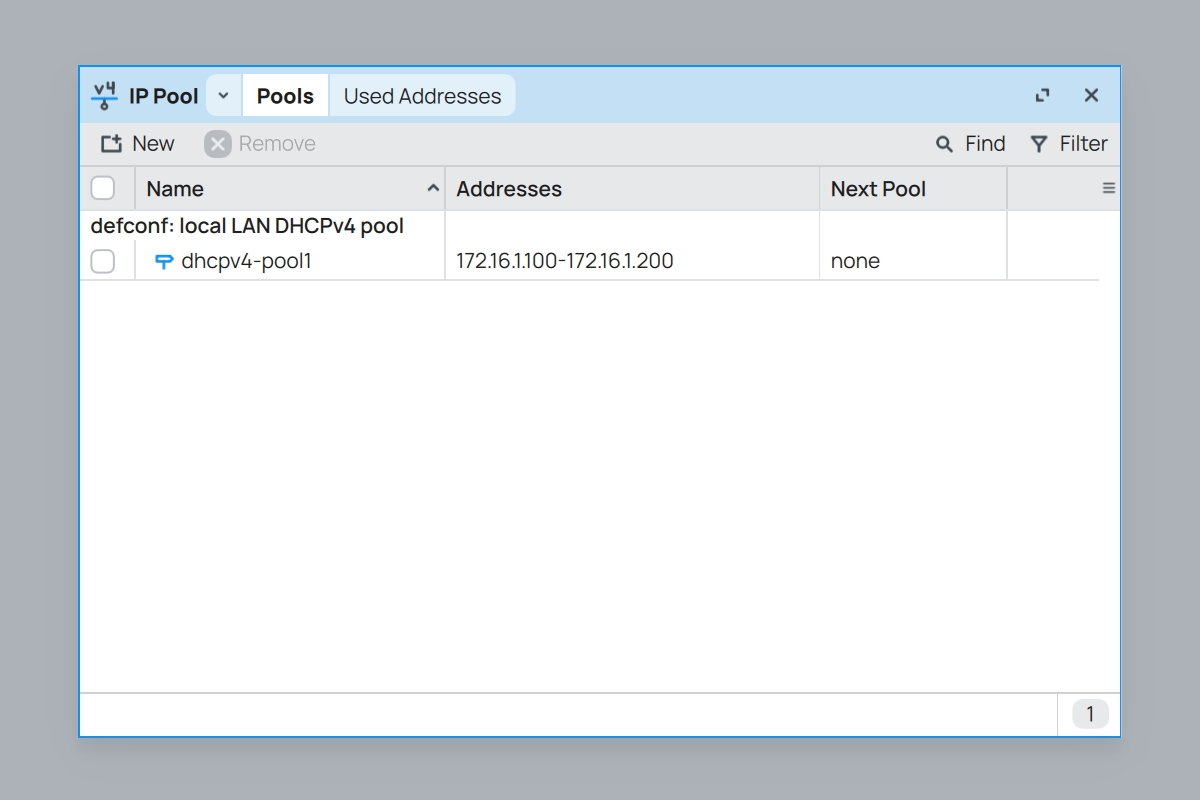 v4 IP Pool Pools Used Addresses
New Remove Find Filter
Name Addresses Next Pool
defconf: local LAN DHCPv4 pool
dhcpv4-pool1 172.16.1.100-172.16.1.200 none
1